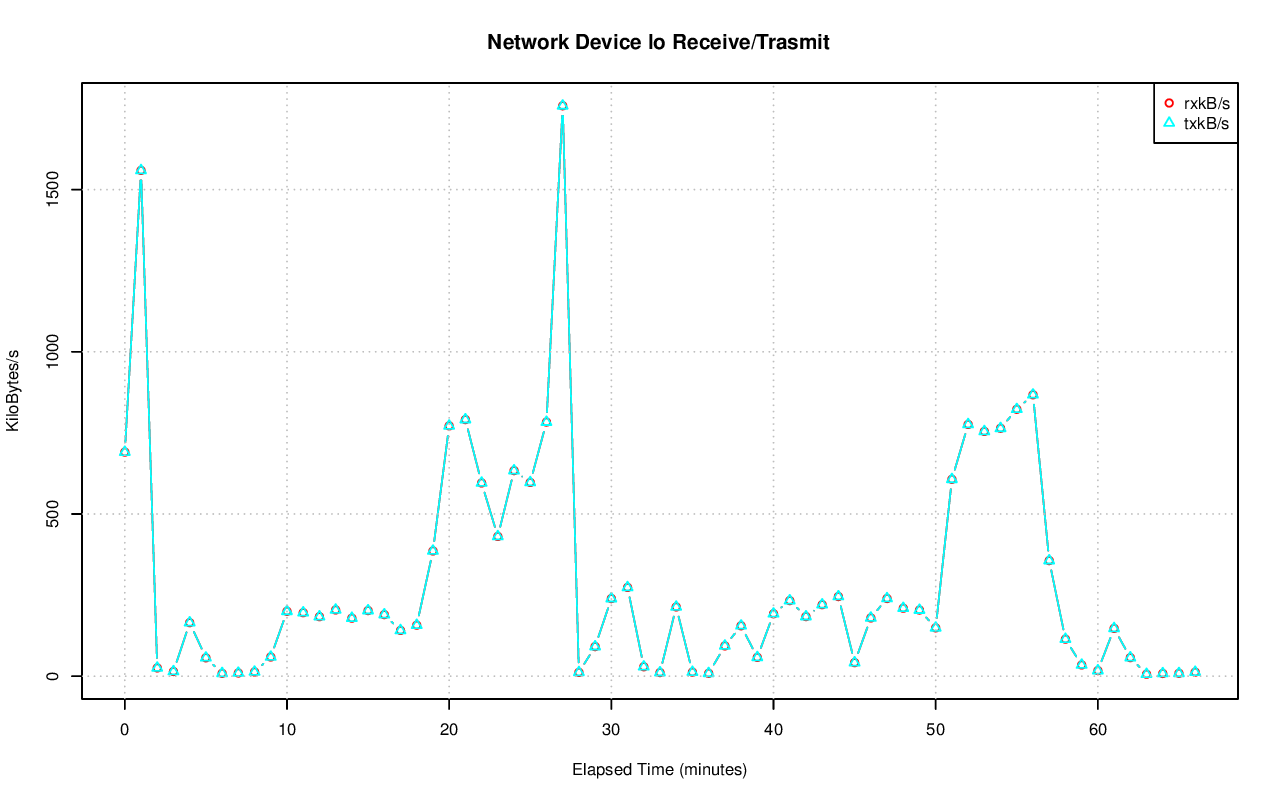 Network Device lo Receive/Trasmit
rxkB/s
txkB/s
KiloBytes/s
1500
1000
500
0
0 10 20 30 40 50 60
Elapsed Time (minutes)